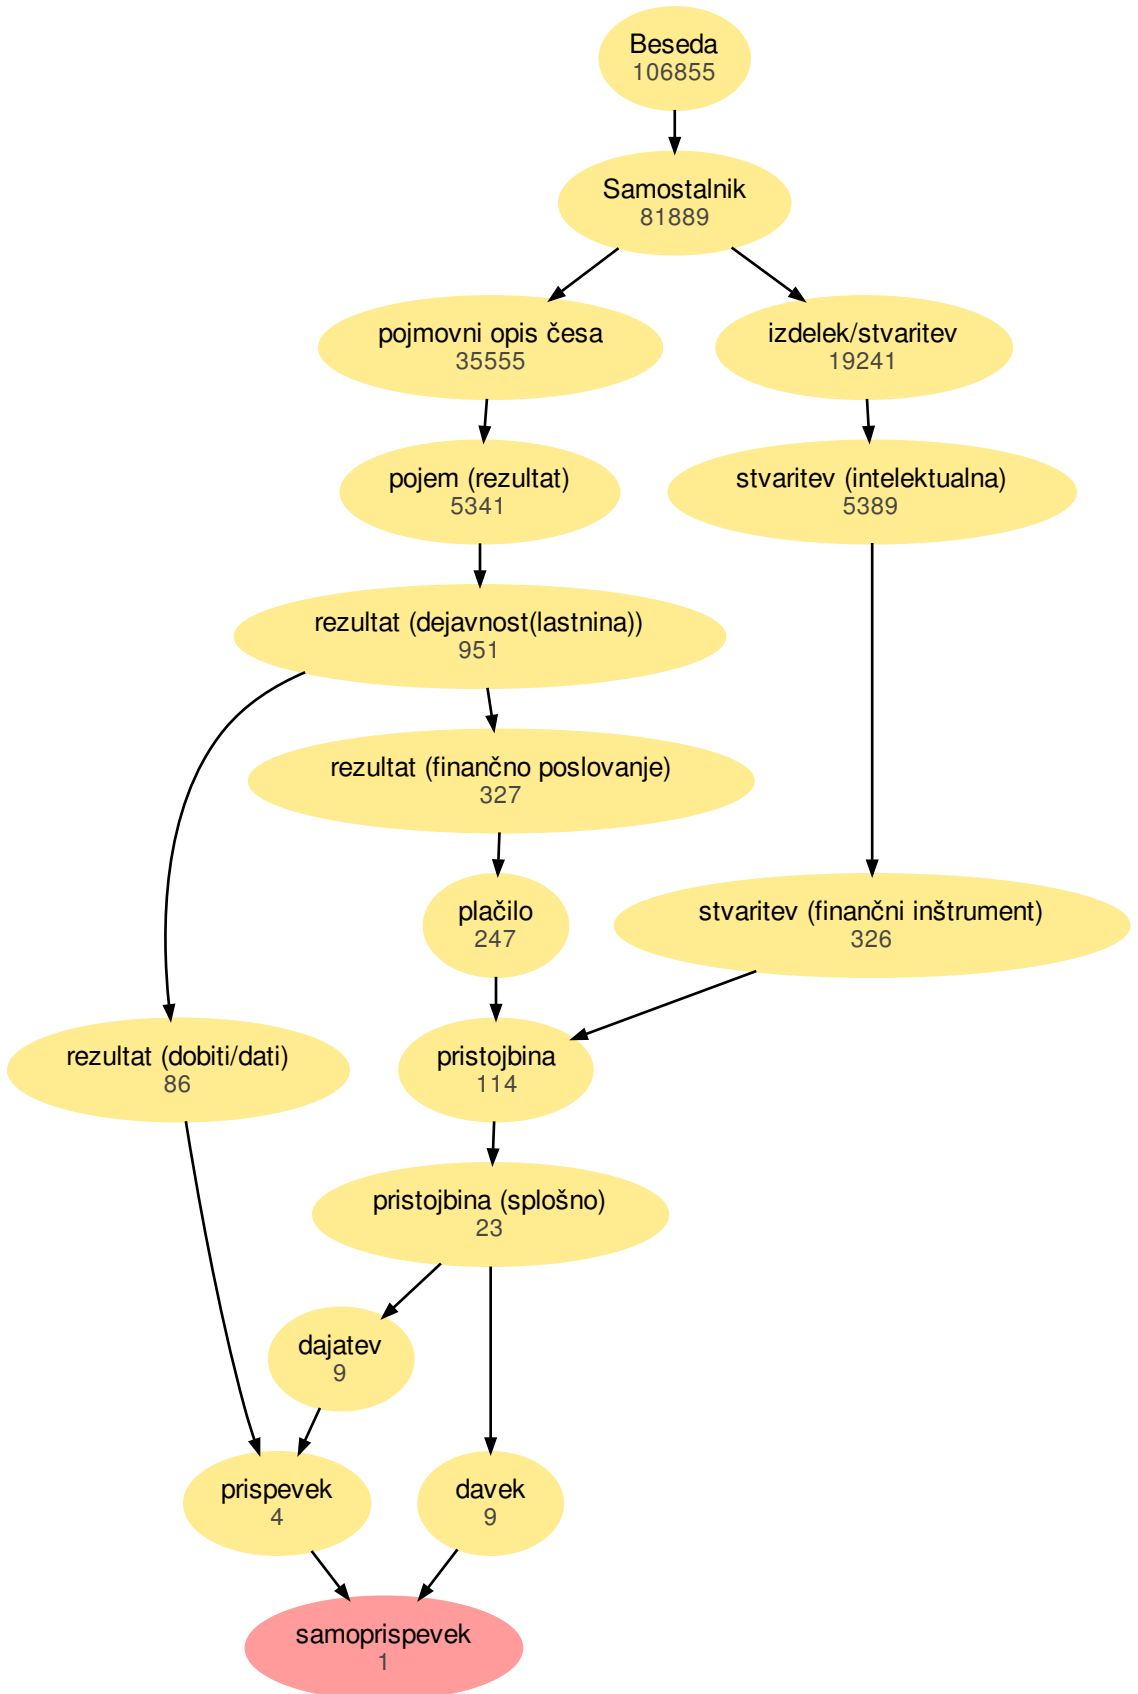 Beseda
106855
Samostalnik
81889
pojmovni opis česa
35555
izdelek/stvaritev
19241
pojem (rezultat)
5341
stvaritev (intelektualna)
5389
rezultat (dejavnost(lastnina))
951
rezultat (finančno poslovanje)
327
plačilo
247
stvaritev (finančni inštrument)
326
rezultat (dobiti/dati)
86
pristojbina
114
pristojbina (splošno)
23
dajatev
9
prispevek
4
davek
9
samoprispevek
1